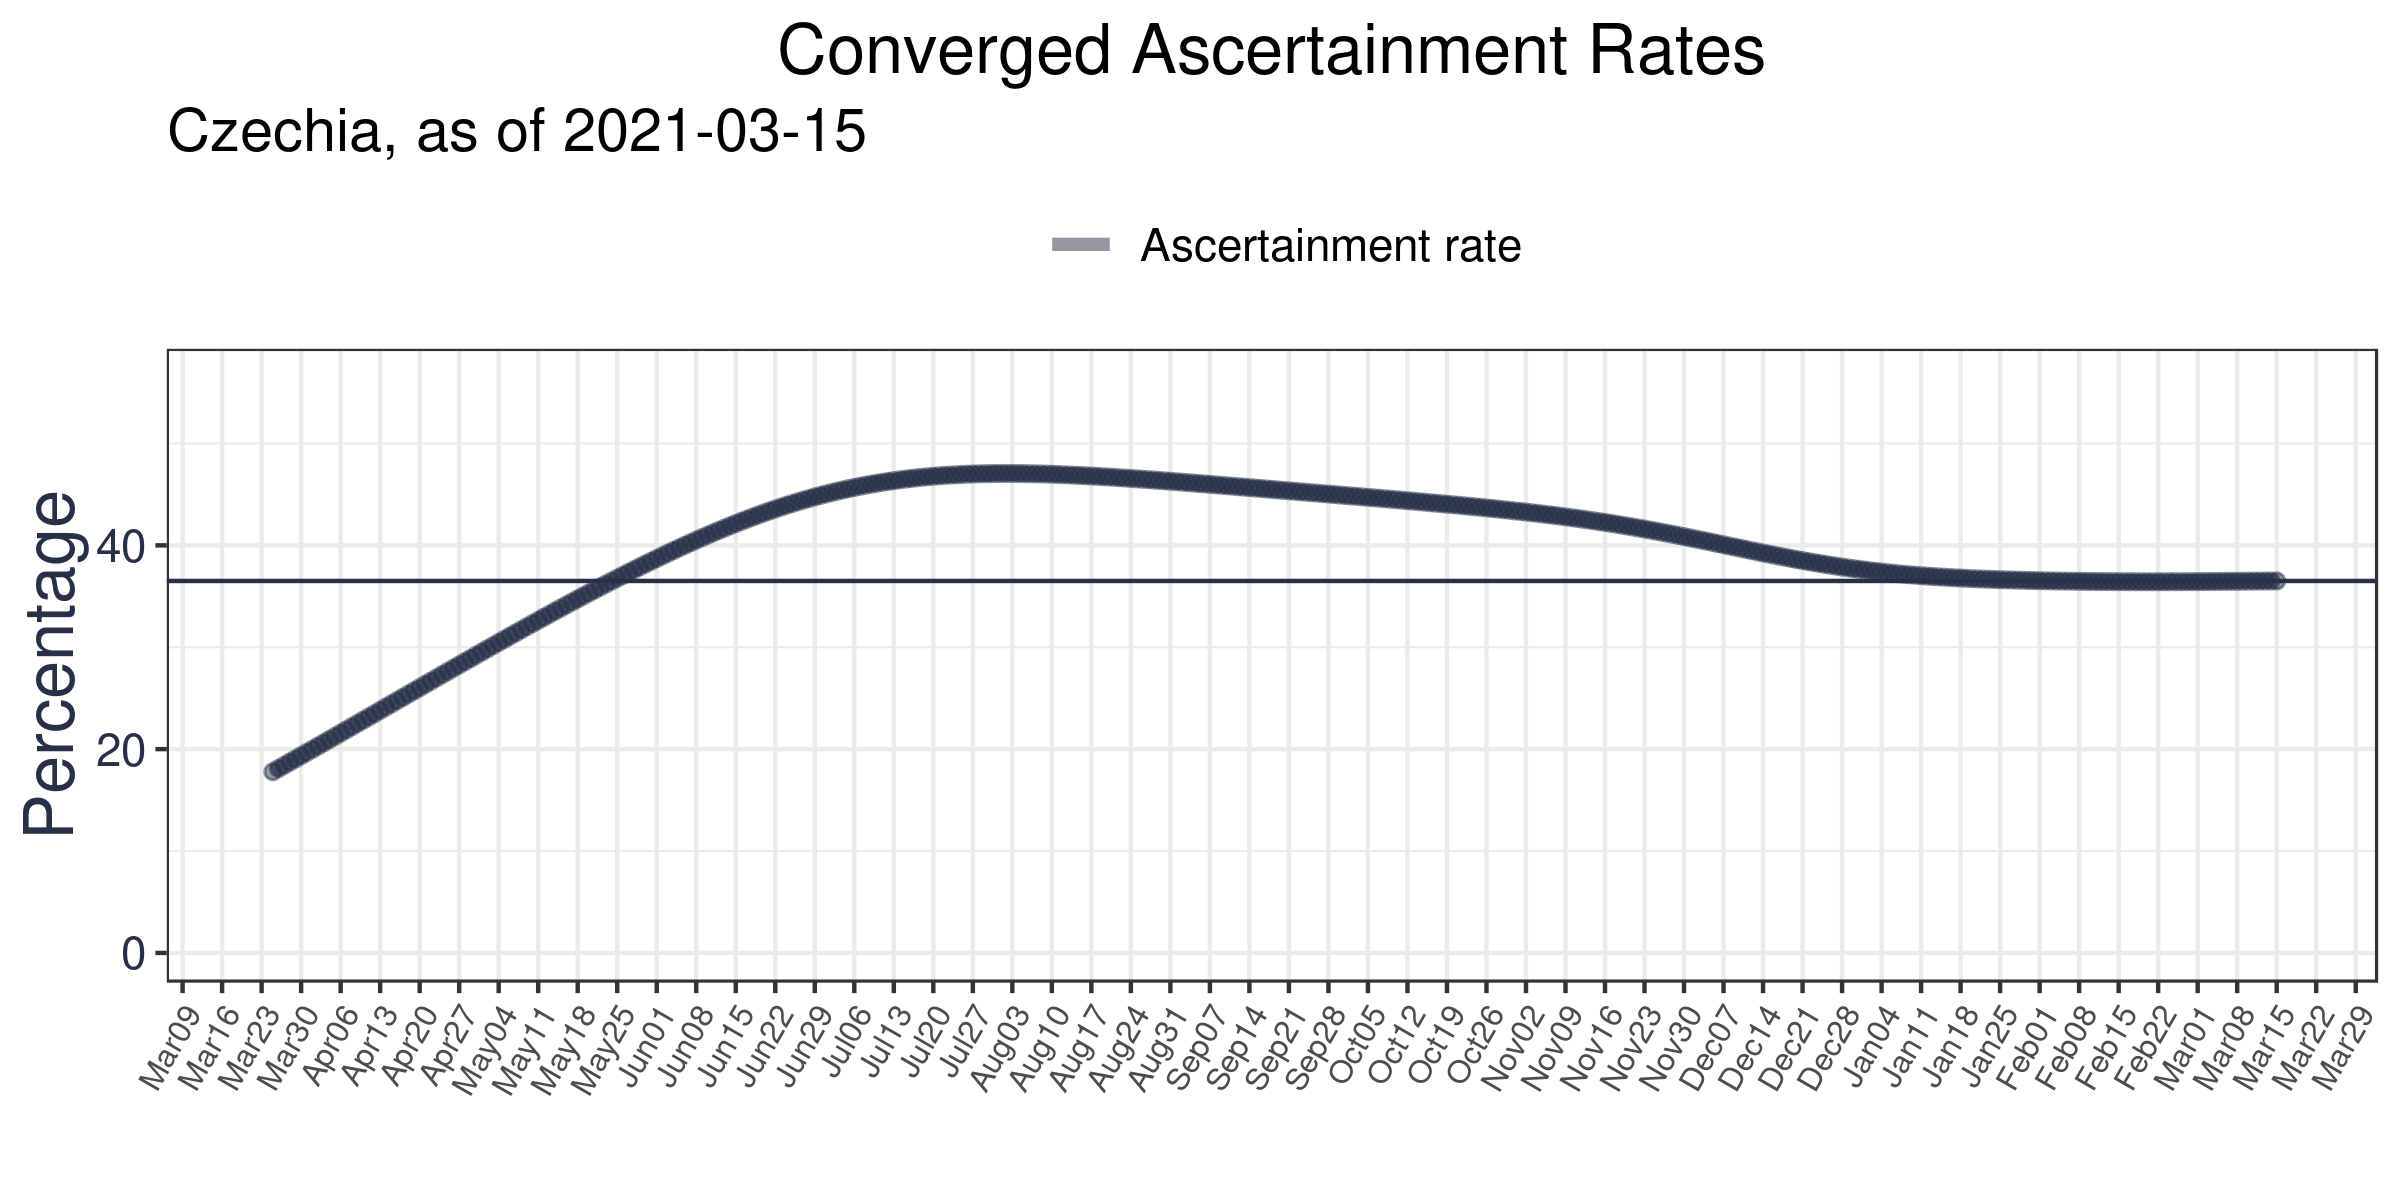 Converged Ascertainment Rates
Czechia, as of 2021-03-15
Ascertainment rate
Percentage
40
20
0
Mar09 Mar16 Mar23 Mar30 Apr06 Apr13 Apr20 Apr27 May04 May11 May18 May25 Jun01 Jun08 Jun15 Jun22 Jun29 Jul06 Jul13 Jul20 Jul27 Aug03 Aug10 Aug17 Aug24 Aug31 Sep07 Sep14 Sep21 Sep28 Oct05 Oct12 Oct19 Oct26 Nov02 Nov09 Nov16 Nov23 Nov30 Dec07 Dec14 Dec21 Dec28 Jan04 Jan11 Jan18 Jan25 Feb01 Feb08 Feb15 Feb22 Mar01 Mar08 Mar15 Mar22 Mar29